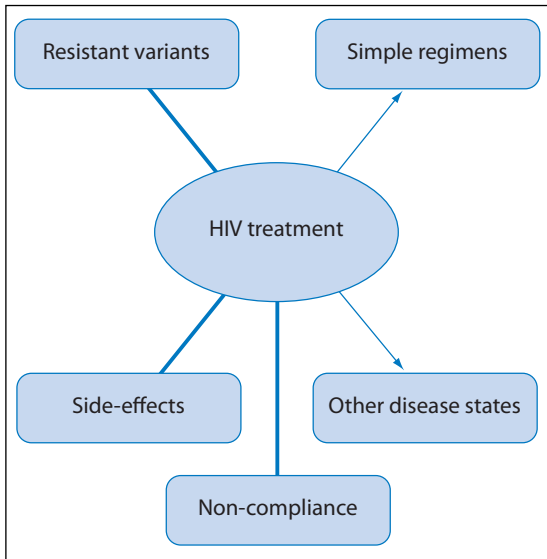 Resistant variants
Simple regimens
HIV treatment
Side-effects
Other disease states
Non-compliance